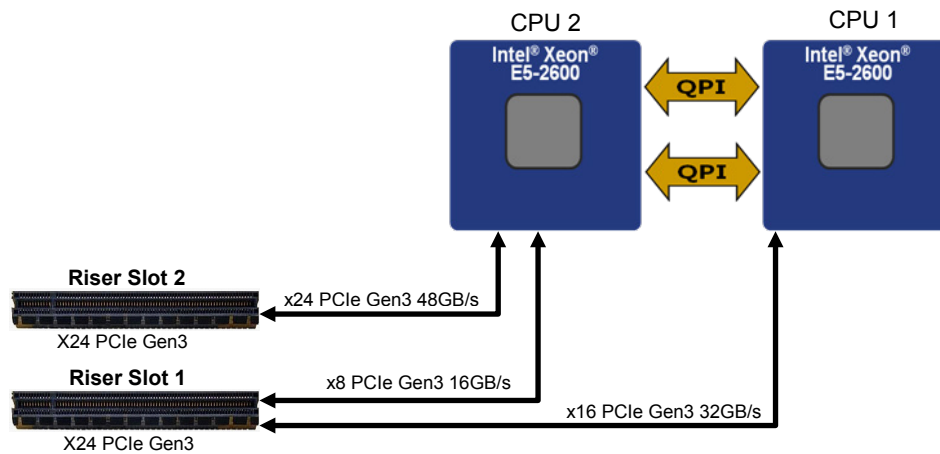 CPU 2
CPU 1
Intel® Xeon®
E5-2600
Intel® Xeon®
E5-2600
QPI
QPI
Riser Slot 2
x24 PCIe Gen3 48GB/s
X24 PCIe Gen3
Riser Slot 1
x8 PCIe Gen3 16GB/s
x16 PCIe Gen3 32GB/s
X24 PCIe Gen3